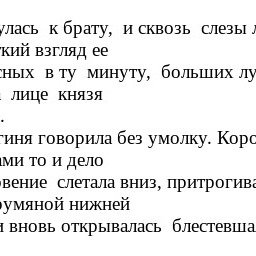 улась к брату, и сквозь слезы л
кий взгляд ее
сных в ту минуту, больших лу
лице князя
.
гиня говорила без умолку. Коро
ами то и дело
овение слетала вниз, притрогива
румяной нижней
и вновь открывалась блестевша